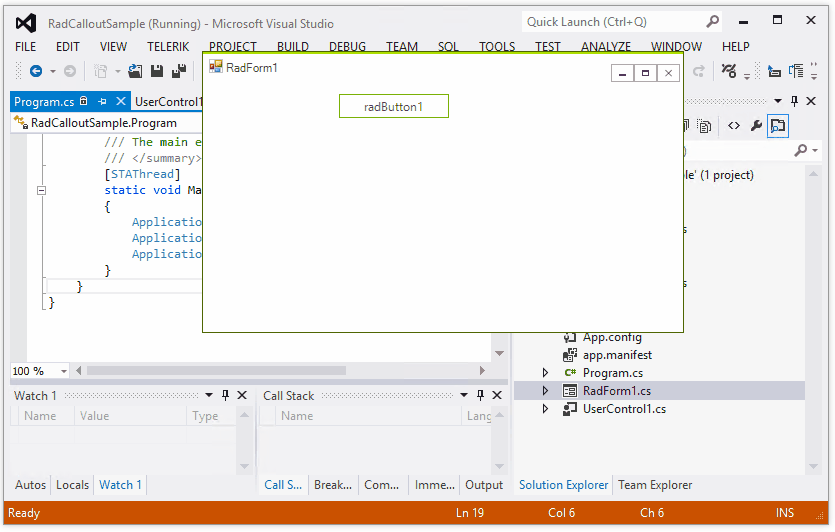 RadCalloutSample (Running) - Microsoft Visual Studio
Quick Launch (Ctrl+Q)
FILE EDIT VIEW TELERIK PROJECT BUILD DEBUG TEAM SQL TOOLS TEST ANALYZE WINDOW HELP
RadForm1
radButton1
Program.cs UserControl1
RadCalloutSample.Program
/// The main e
/// </summary>
[STAThread]
static void Ma
{
Applicatio
Applicatio
Applicatio
}
}
}
100 %
(1 project)
App.config
app.manifest
C# Program.cs
RadForm1.cs
UserControl1.cs
Watch 1
Name Value Type
Call Stack
Name Lang
Autos Locals Watch 1
Call S... Break... Com... Imme... Output
Solution Explorer Team Explorer
Ready Ln 19 Col 6 Ch 6 INS